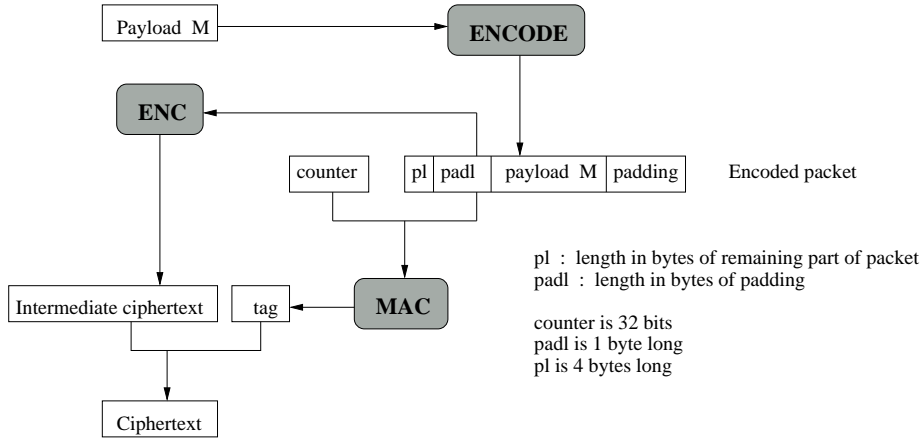 Payload M
ENCODE
ENC
counter
pl
padl
payload M
padding
Encoded packet
pl : length in bytes of remaining part of packet
padl : length in bytes of padding
Intermediate ciphertext
tag
MAC
counter is 32 bits
padl is 1 byte long
pl is 4 bytes long
Ciphertext